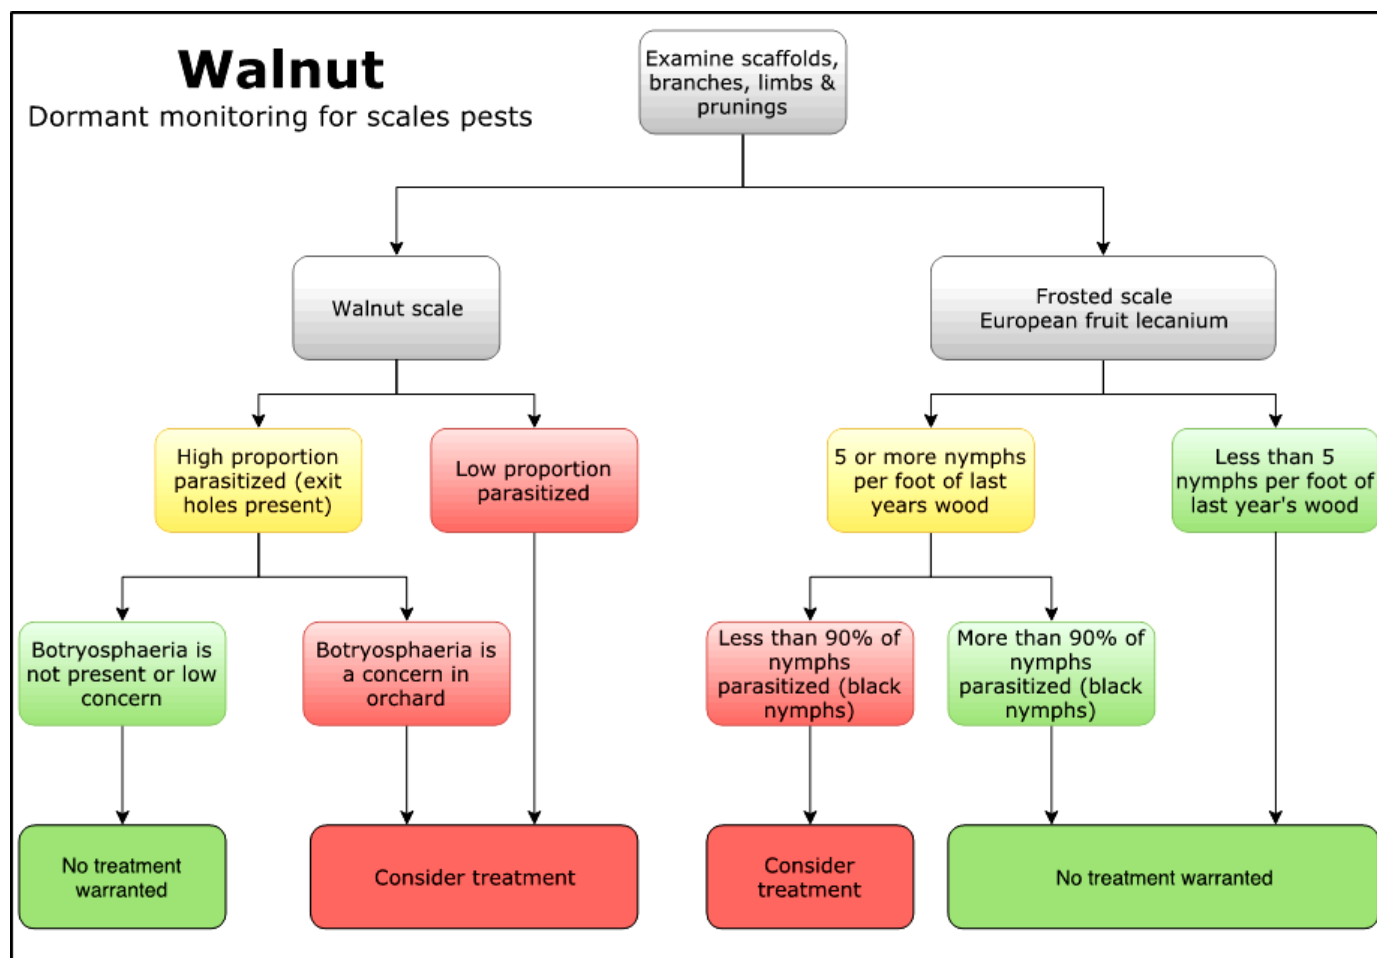 Walnut
Dormant monitoring for scales pests
Examine scaffolds,
branches, limbs &
prunings
Walnut scale
Frosted scale
European fruit lecanium
High proportion
parasitized (exit
holes present)
Low proportion
parasitized
5 or more nymphs
per foot of last
years wood
Less than 5
nymphs per foot of
last year's wood
Botryosphaeria is
not present or low
concern
Botryosphaeria is
a concern in
orchard
Less than 90% of
nymphs
parasitized (black
nymphs)
More than 90% of
nymphs
parasitized (black
nymphs)
No treatment
warranted
Consider treatment
Consider
treatment
No treatment warranted